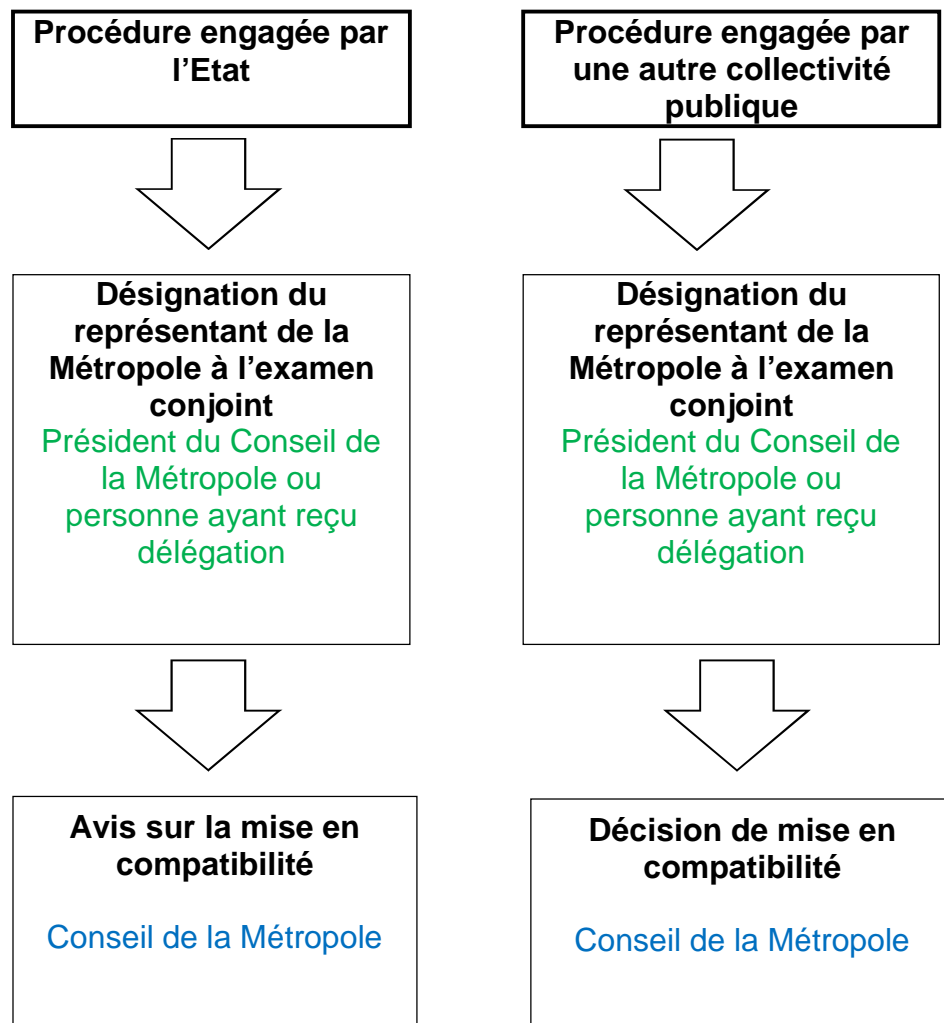 Procédure engagée par
l’Etat
Procédure engagée par
une autre collectivité
publique
Désignation du
représentant de la
Métropole à l’examen
conjoint
Président du Conseil de
la Métropole ou
personne ayant reçu
délégation
Désignation du
représentant de la
Métropole à l’examen
conjoint
Président du Conseil de
la Métropole ou
personne ayant reçu
délégation
Avis sur la mise en
compatibilité
Conseil de la Métropole
Décision de mise en
compatibilité
Conseil de la Métropole